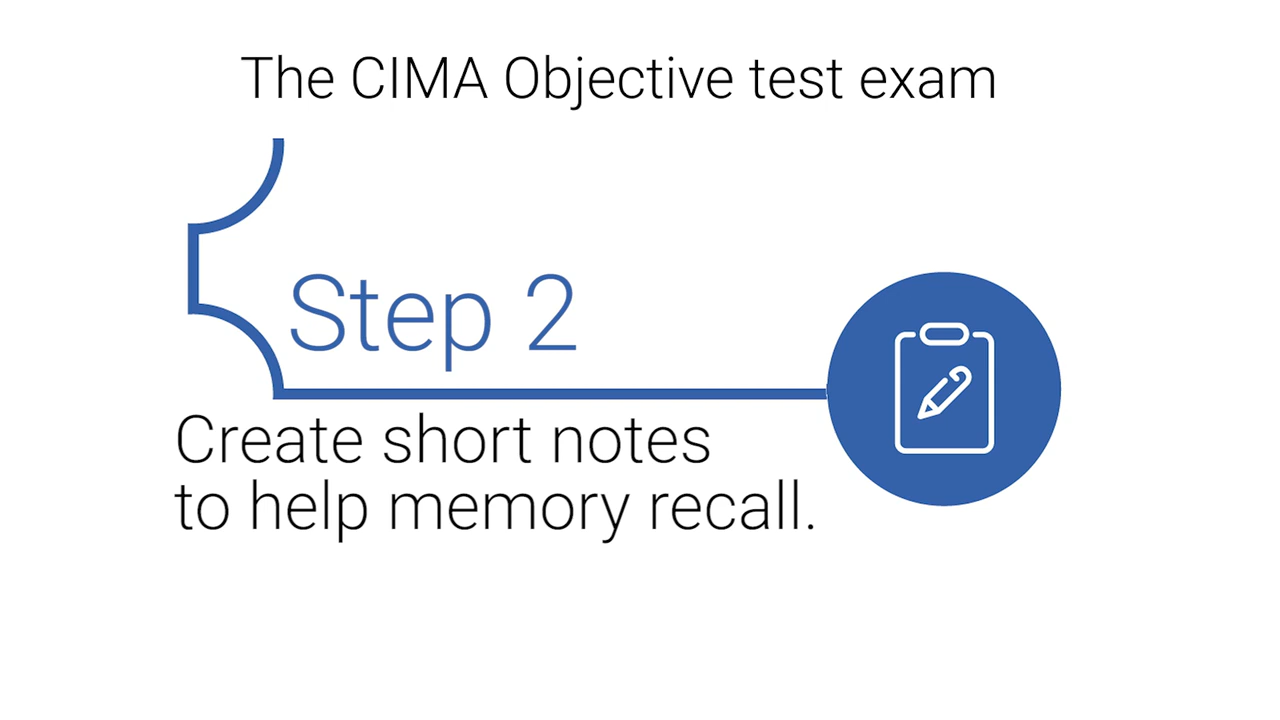 The CIMA Objective test exam
Step 2
Create short notes
to help memory recall.